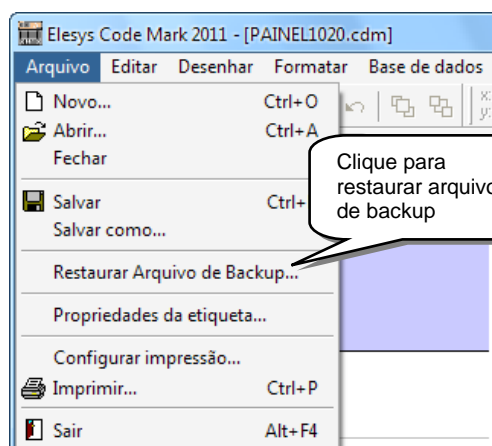 Elesys Code Mark 2011 - [PAINEL1020.cdm]
Arquivo Editar Desenhar Formatar Base de dados
Novo... Ctrl+O
Abrir... Ctrl+A
Fechar
Salvar Ctrl+
Salvar como...
Restaurar Arquivo de Backup...
Propriedades da etiqueta...
Configurar impressão...
Imprimir... Ctrl+P
Sair Alt+F4
x:
y:
Clique para
restaurar arquivo
de backup